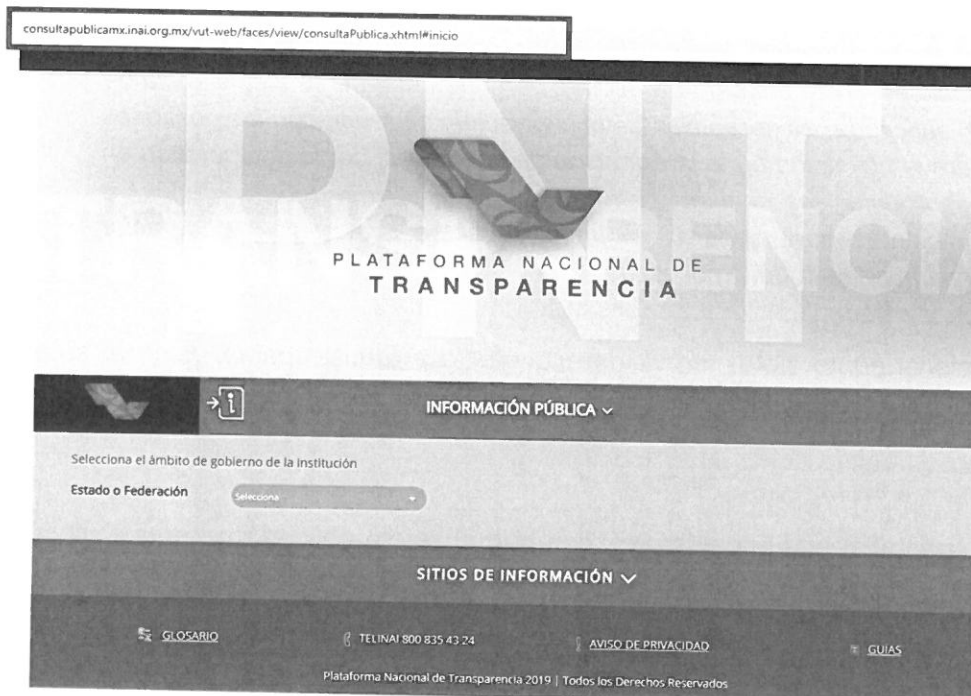 consultapublicamx.inai.org.mx/vut-web/faces/view/consultaPublica.xhtml#inicio
PNT
TRANSPARENCIA
PLATAFORMA NACIONAL DE
TRANSPARENCIA
INFORMACIÓN PÚBLICA
Selecciona el ámbito de gobierno de la institución
Estado o Federación Selecciona
SITIOS DE INFORMACIÓN
GLOSARIO TELINAI 800 835 43 24 AVISO DE PRIVACIDAD GUIAS
Plataforma Nacional de Transparencia 2019 | Todos los Derechos Reservados